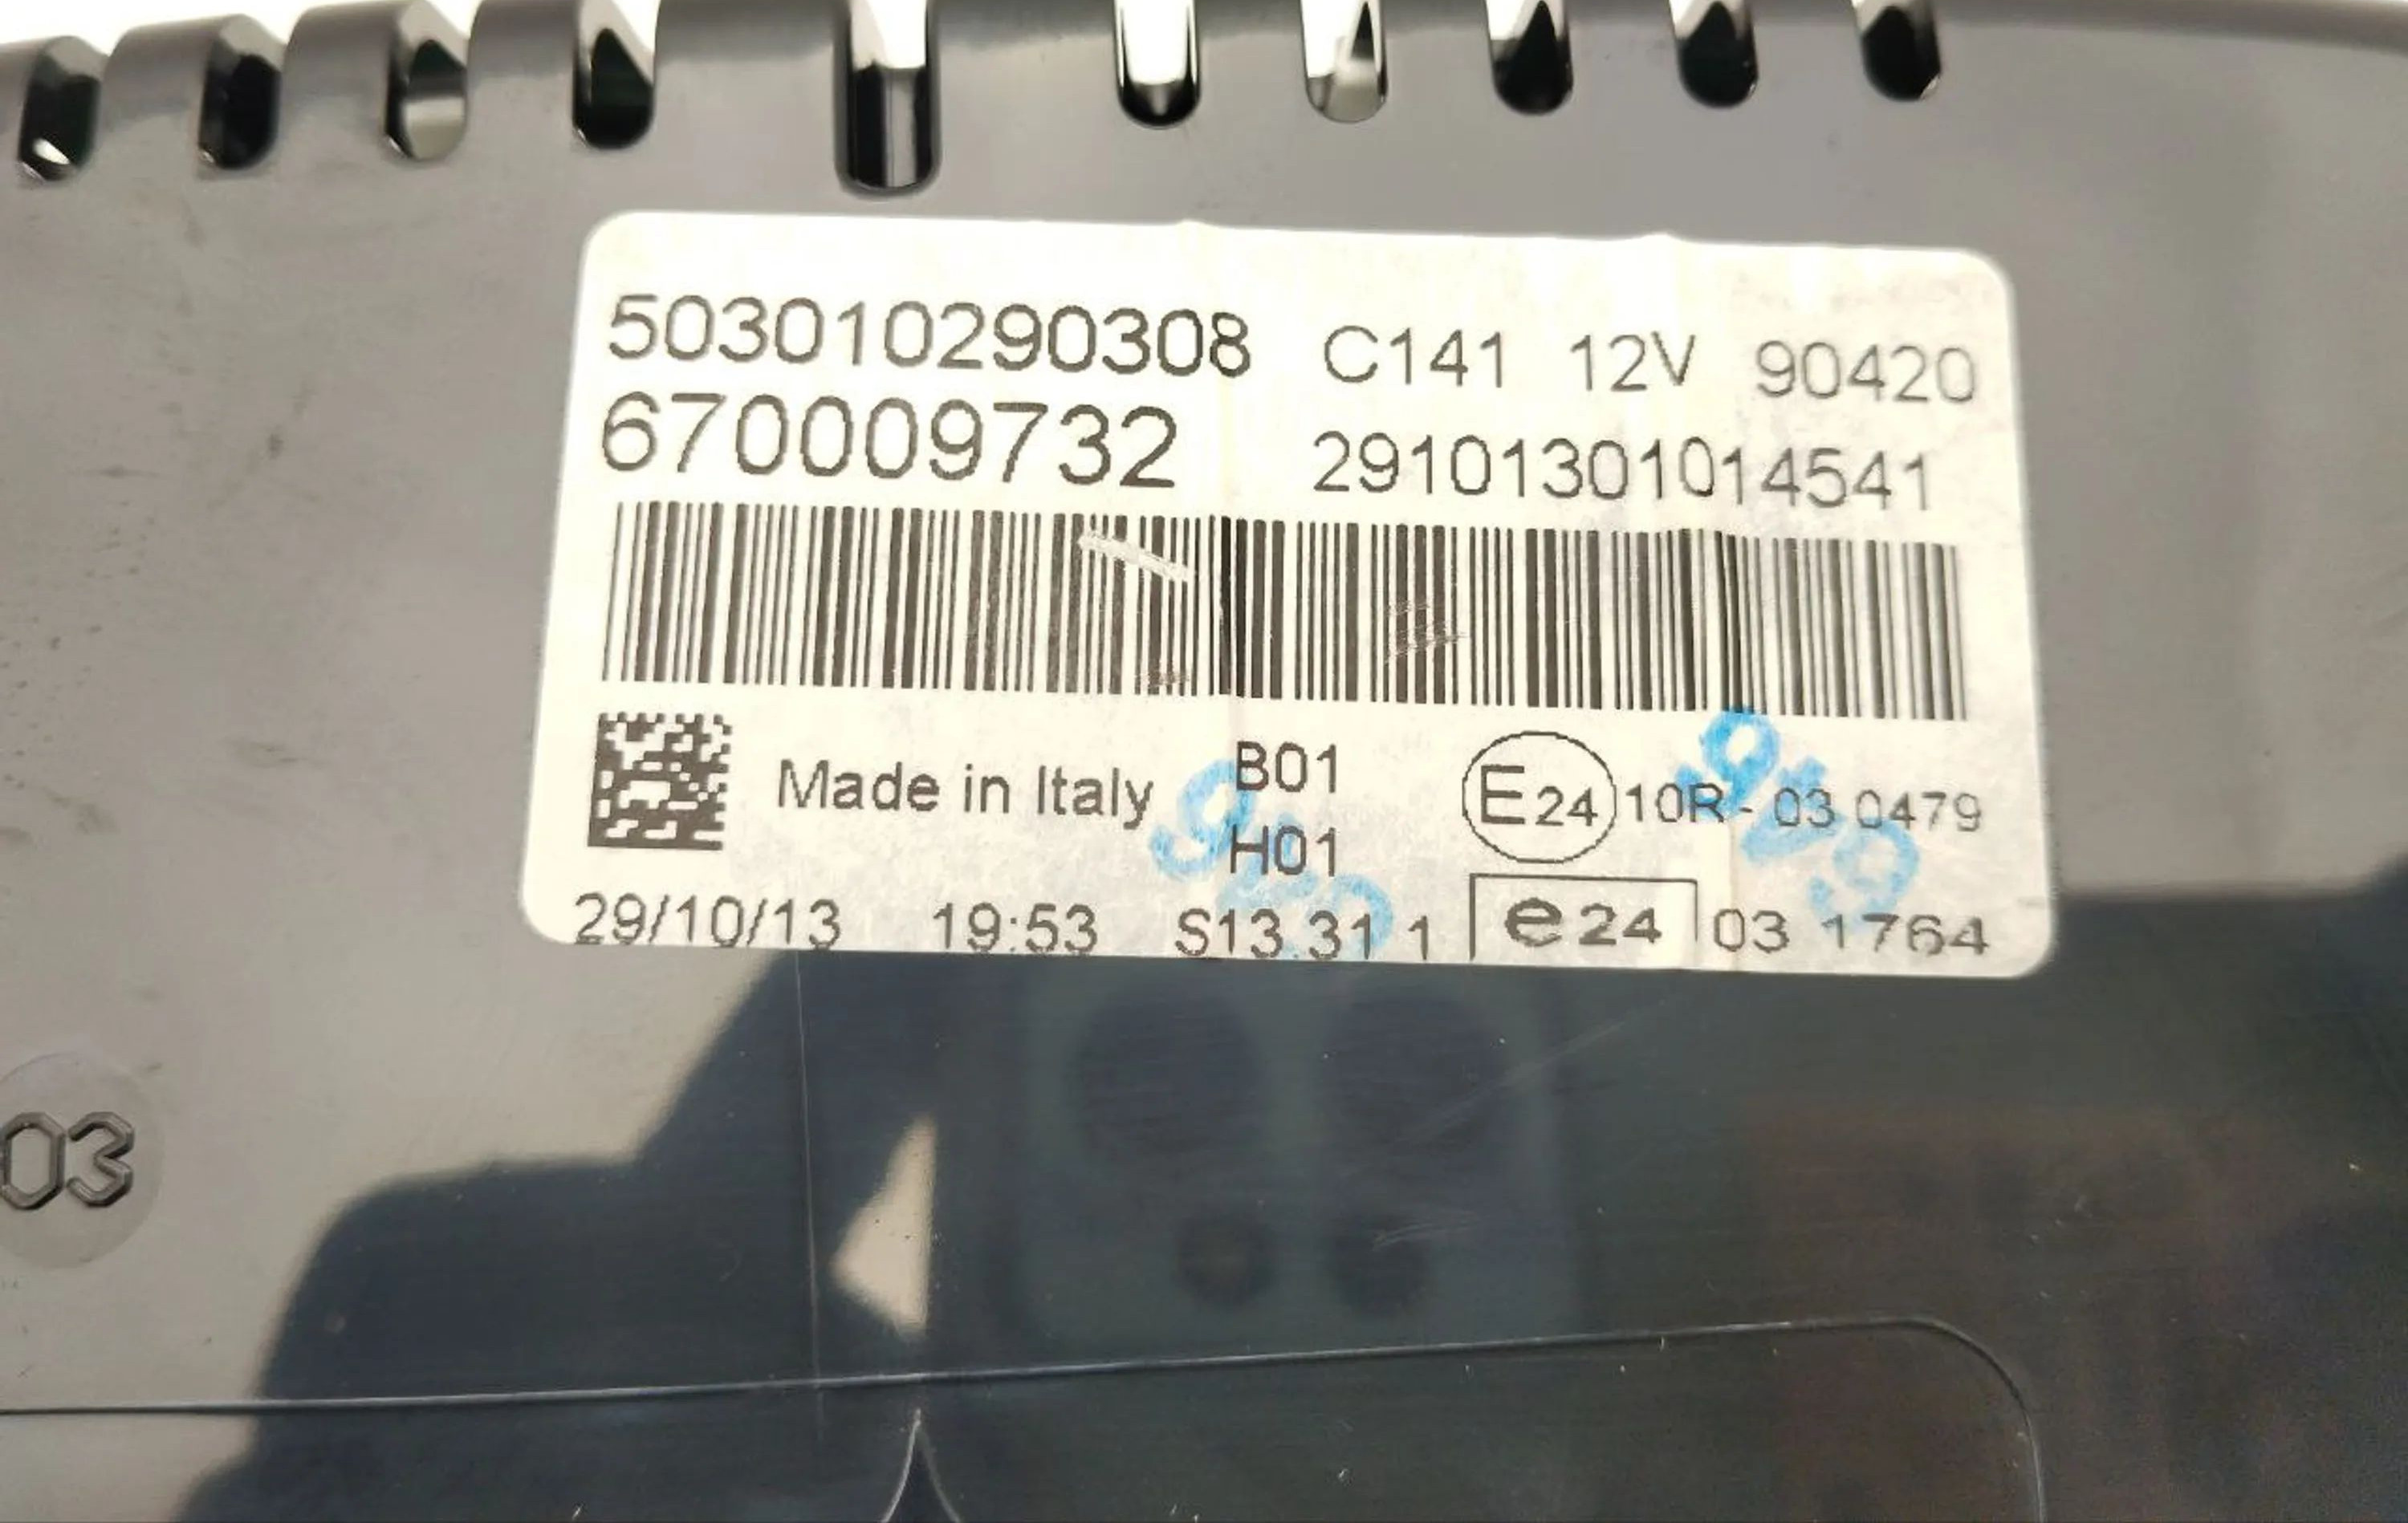 503010290308 C141 12V 90420
670009732 29101301014541
Made in Italy B01 E24 10R - 03 0479
H01
29/10/13 19:53 S13.31 1 e24 03 1764
03